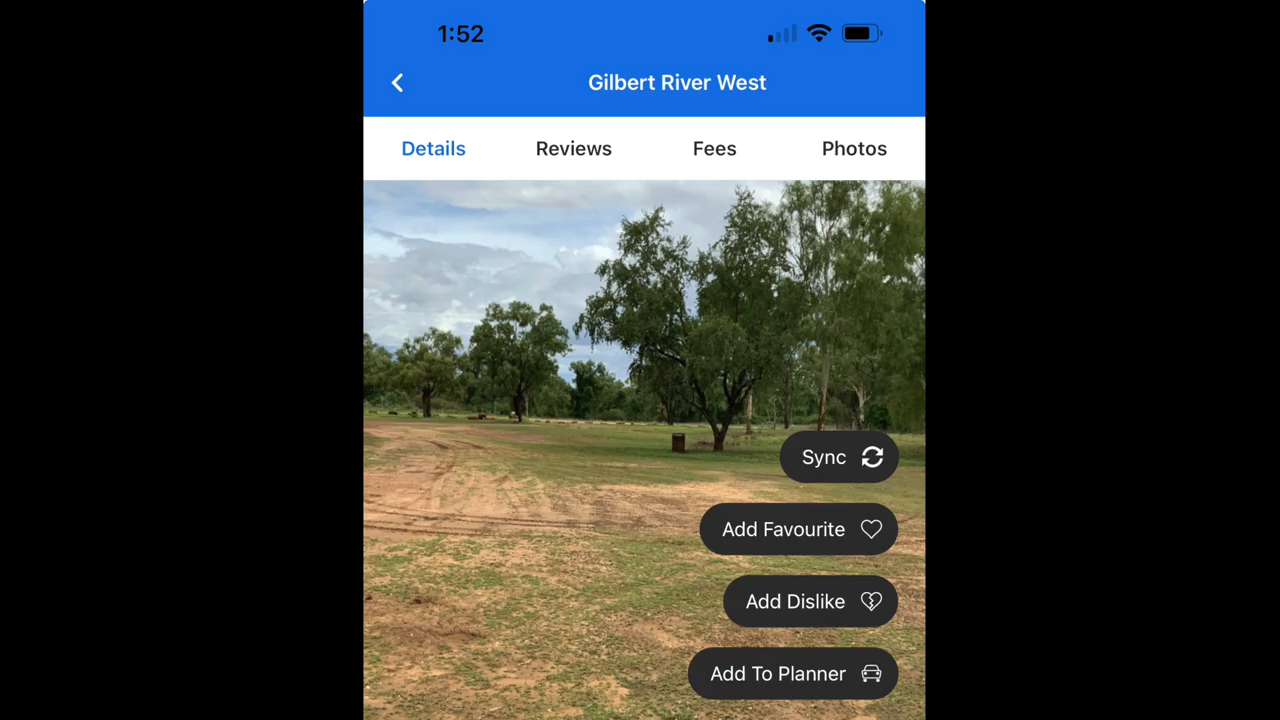 1:52
Gilbert River West
Details Reviews Fees Photos
Sync
Add Favourite
Add Dislike
Add To Planner